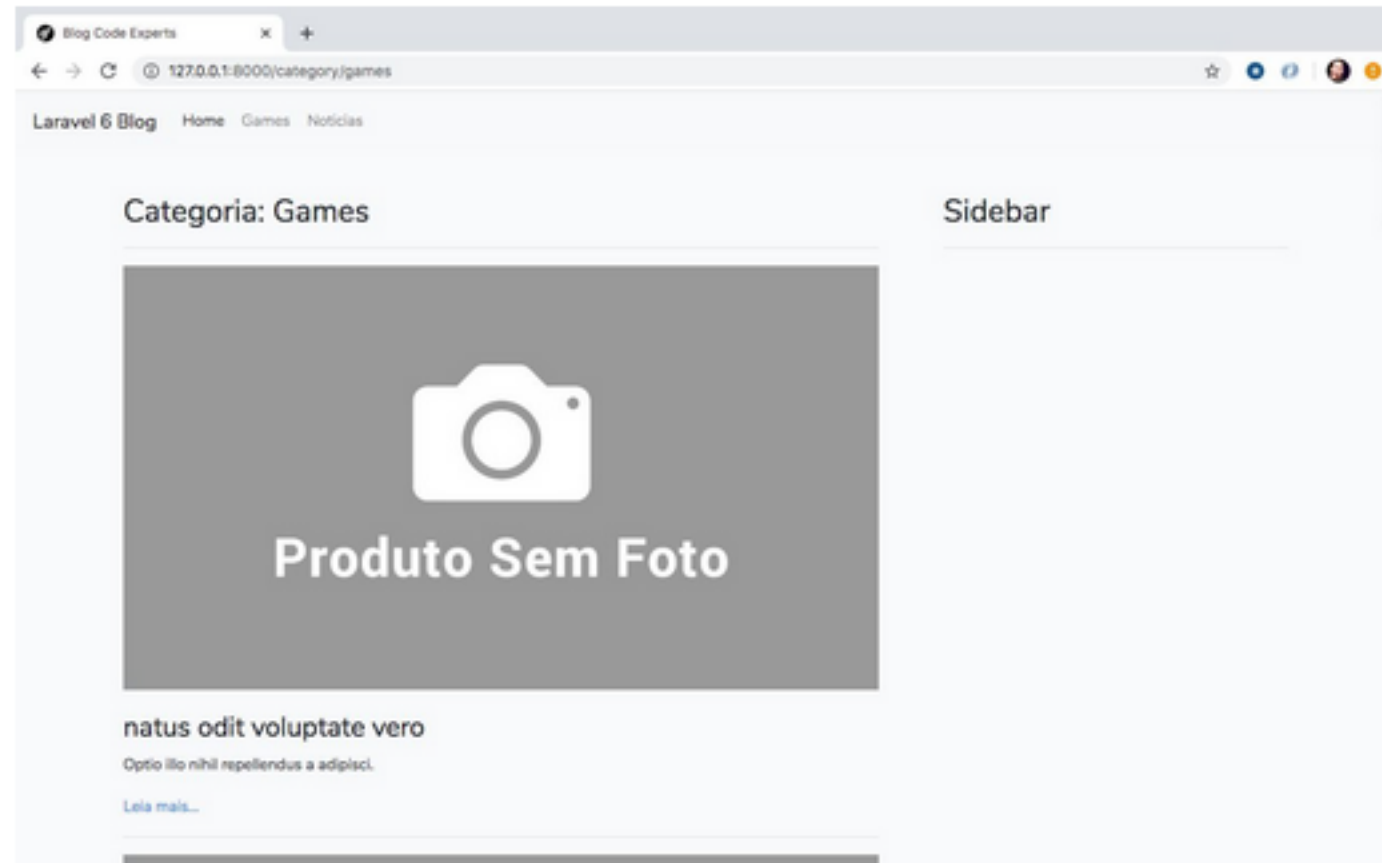 Blog Code Experts
127.0.0.1:8000/category/games
Laravel 6 Blog Home Games Notícias
Categoria: Games
Sidebar
Produto Sem Foto
natus odit voluptate vero
Optio illo nihil repellendus a adipisci.
Leia mais...